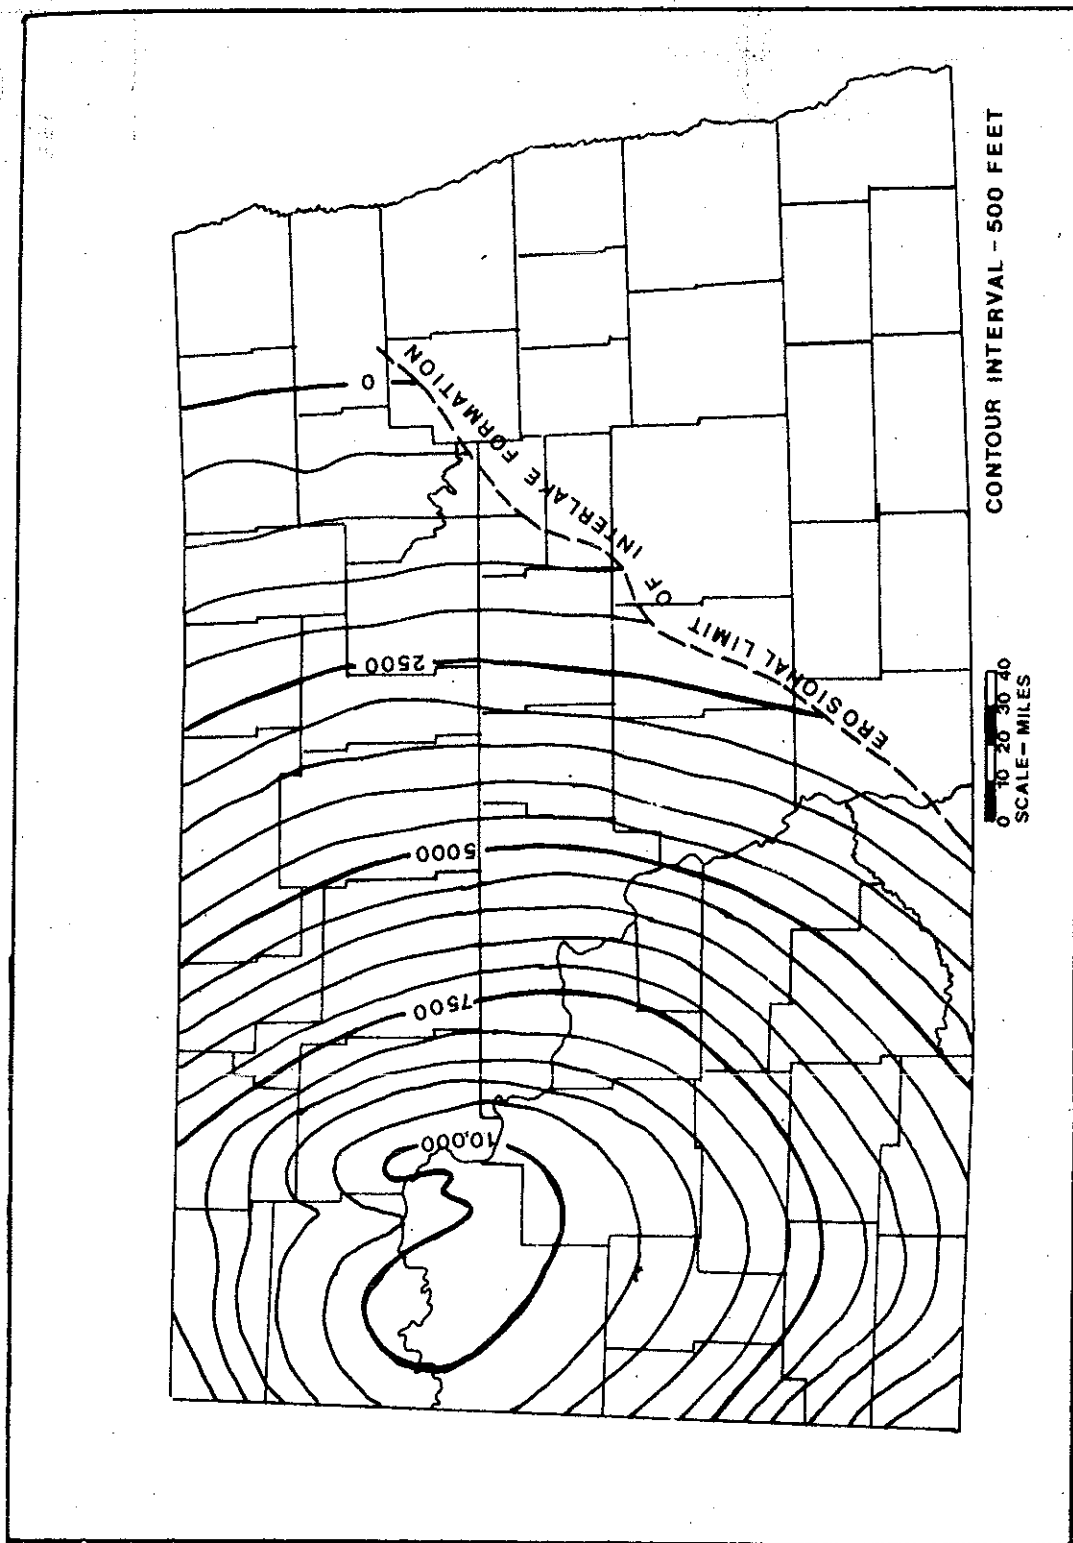 0
EROSIONAL LIMIT OF INTERLAKE FORMATION
2500
5000
7500
10,000
CONTOUR INTERVAL - 500 FEET
0 10 20 30 40
SCALE - MILES